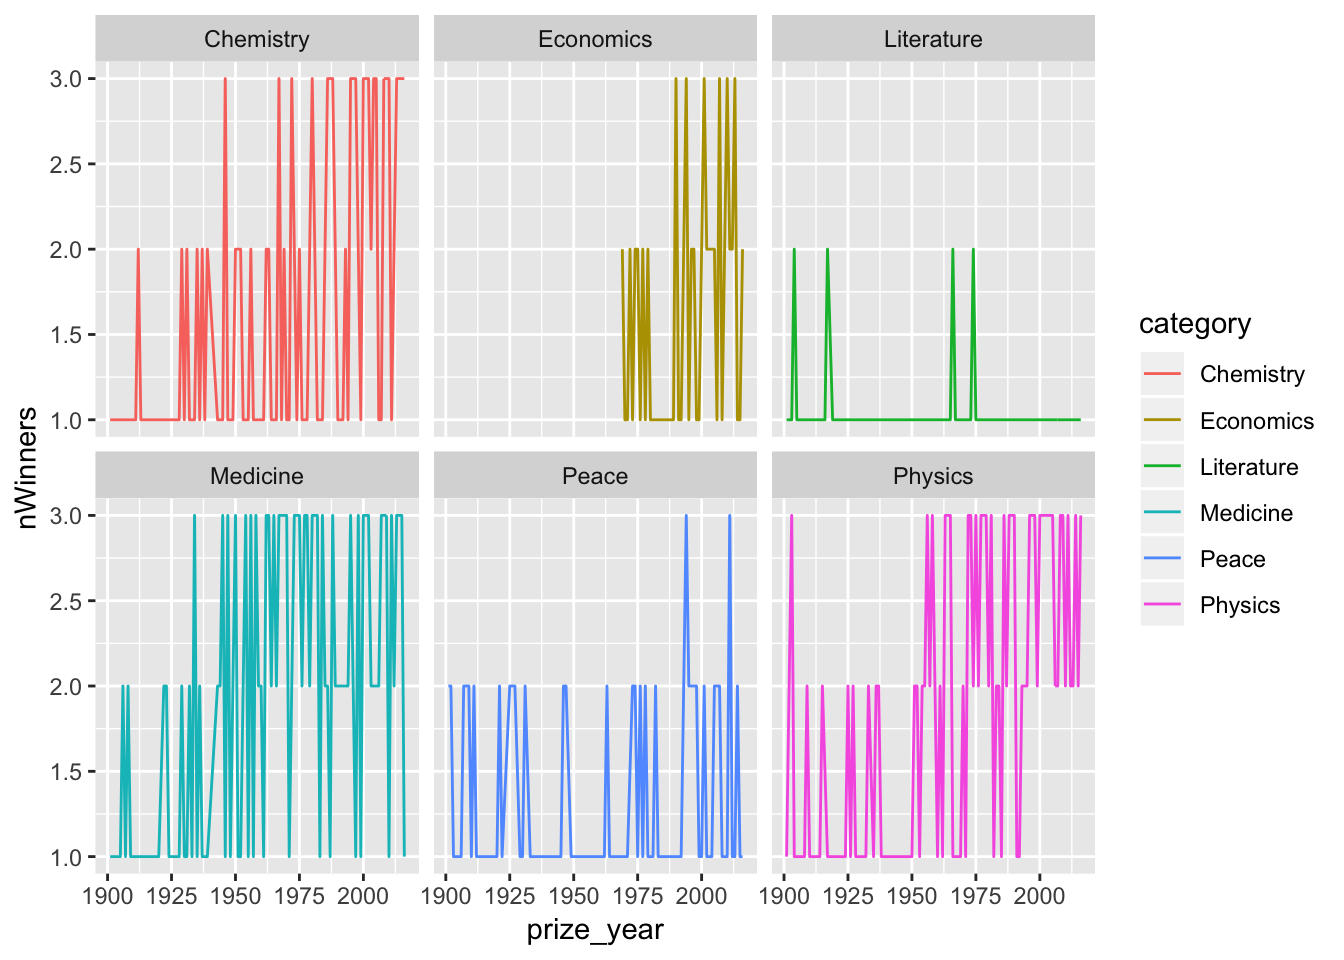 Chemistry Economics Literature
3.0
2.5
2.0
1.5
1.0
Medicine Peace Physics
3.0
2.5
2.0
1.5
1.0
1900 1925 1950 1975 2000 1900 1925 1950 1975 2000 1900 1925 1950 1975 2000
prize_year
nWinners
category
Chemistry
Economics
Literature
Medicine
Peace
Physics